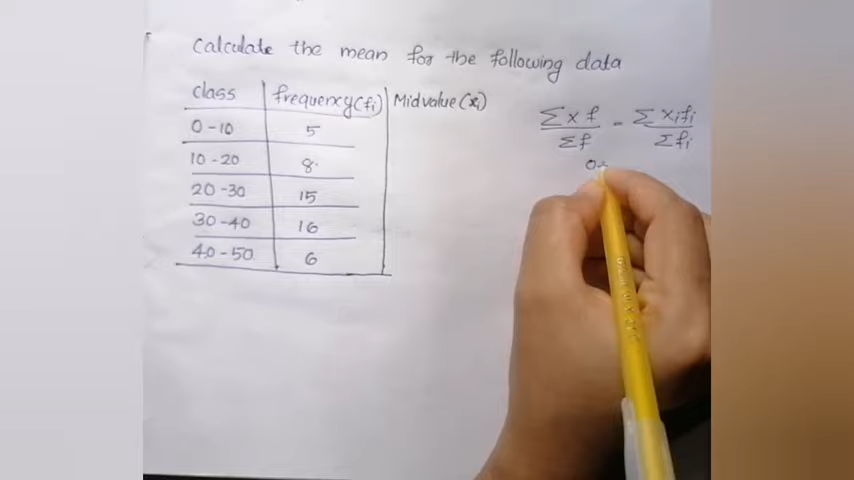 Calculate the mean for the following data
class frequency(fi) Midvalue(xi)
0-10 5
10-20 8
20-30 15
30-40 16
40-50 6
Σxf/Σf = Σxifi/Σfi
0+